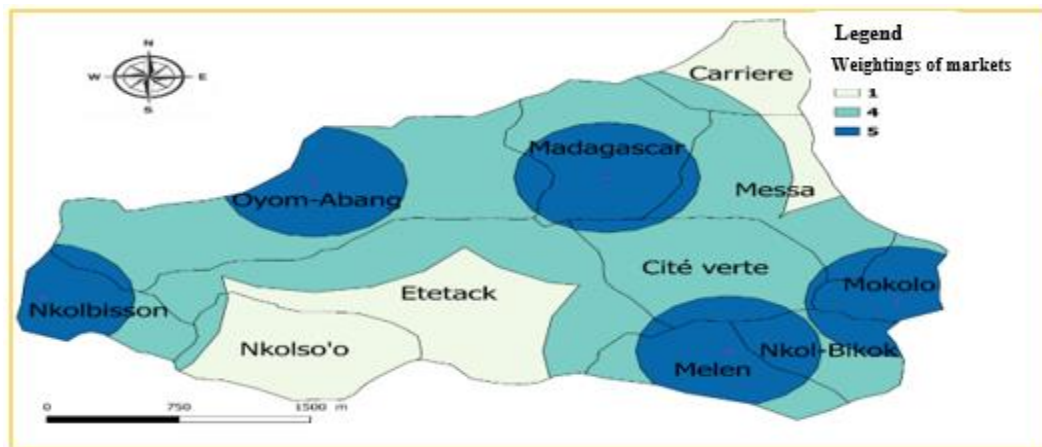 Legend
Weightings of markets
1
4
5
N
W E
S
Carriere
Madagascar
Messa
Oyom-Abang
Cité verte
Mokolo
Etetack
Nkolbisson
Nkolso'o
Nkol-Bikok
Melen
0 750 1500 m